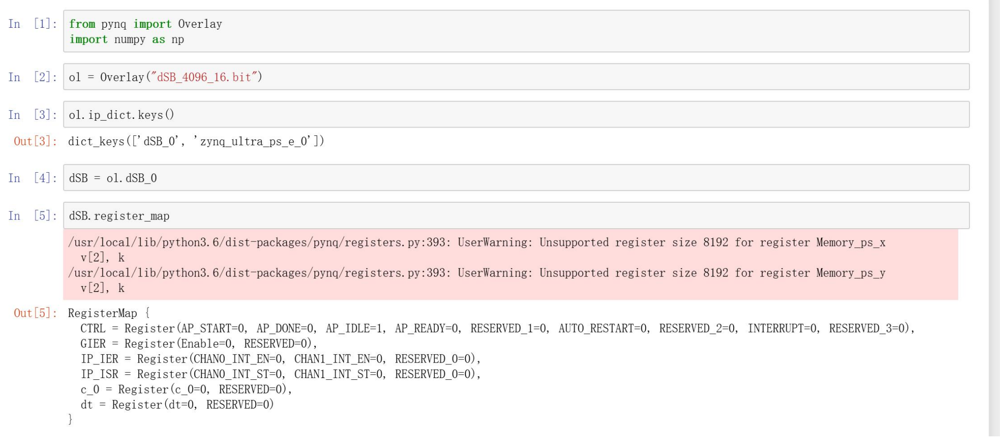 In [1]: from pynq import Overlay
import numpy as np
In [2]: ol = Overlay("dSB_4096_16.bit")
In [3]: ol.ip_dict.keys()
Out[3]: dict_keys(['dSB_0', 'zynq_ultra_ps_e_0'])
In [4]: dSB = ol.dSB_0
In [5]: dSB.register_map
/usr/local/lib/python3.6/dist-packages/pynq/registers.py:393: UserWarning: Unsupported register size 8192 for register Memory_ps_x
  v[2], k
/usr/local/lib/python3.6/dist-packages/pynq/registers.py:393: UserWarning: Unsupported register size 8192 for register Memory_ps_y
  v[2], k
Out[5]: RegisterMap {
  CTRL = Register(AP_START=0, AP_DONE=0, AP_IDLE=1, AP_READY=0, RESERVED_1=0, AUTO_RESTART=0, RESERVED_2=0, INTERRUPT=0, RESERVED_3=0),
  GIER = Register(Enable=0, RESERVED=0),
  IP_IER = Register(CHAN0_INT_EN=0, CHAN1_INT_EN=0, RESERVED_0=0),
  IP_ISR = Register(CHAN0_INT_ST=0, CHAN1_INT_ST=0, RESERVED_0=0),
  c_0 = Register(c_0=0, RESERVED=0),
  dt = Register(dt=0, RESERVED=0)
}